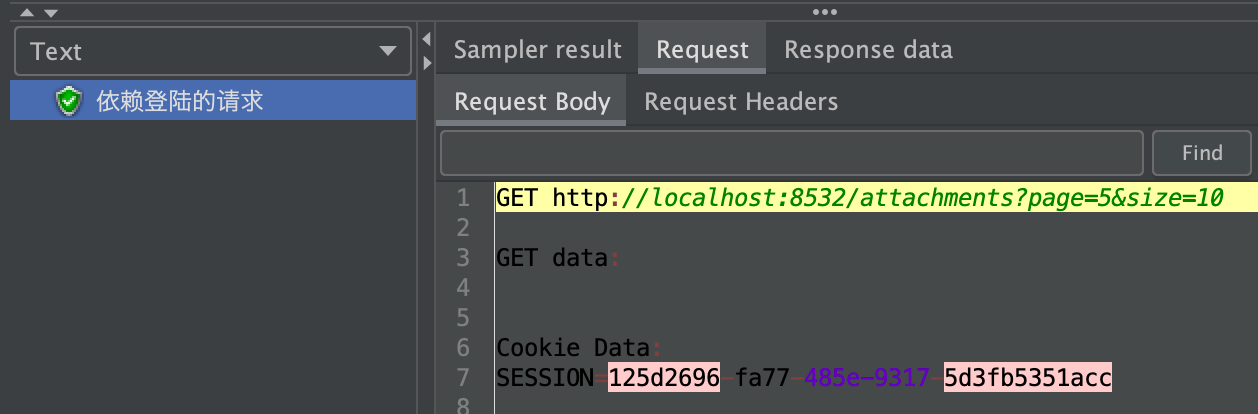 Text
依赖登陆的请求
Sampler result Request Response data
Request Body Request Headers
Find
1 GET http://localhost:8532/attachments?page=5&size=10
2
3 GET data:
4
5
6 Cookie Data:
7 SESSION=125d2696-fa77-485e-9317-5d3fb5351acc
8